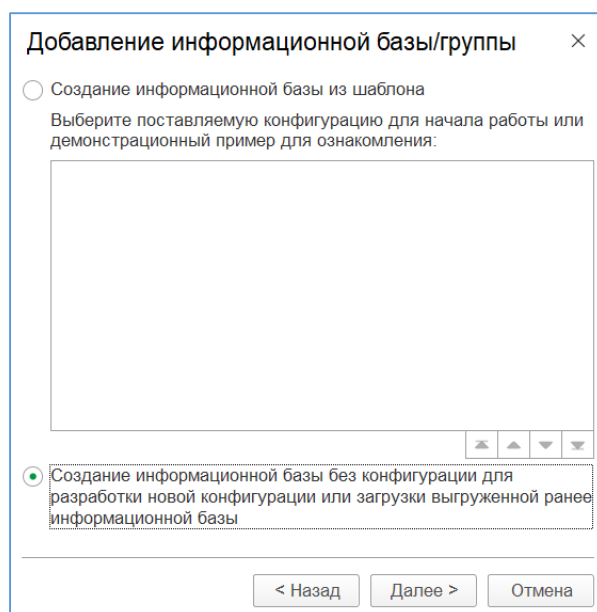 Добавление информационной базы/группы
Создание информационной базы из шаблона
Выберите поставляемую конфигурацию для начала работы или
демонстрационный пример для ознакомления:
Создание информационной базы без конфигурации для
разработки новой конфигурации или загрузки выгруженной ранее
информационной базы
< Назад
Далее >
Отмена